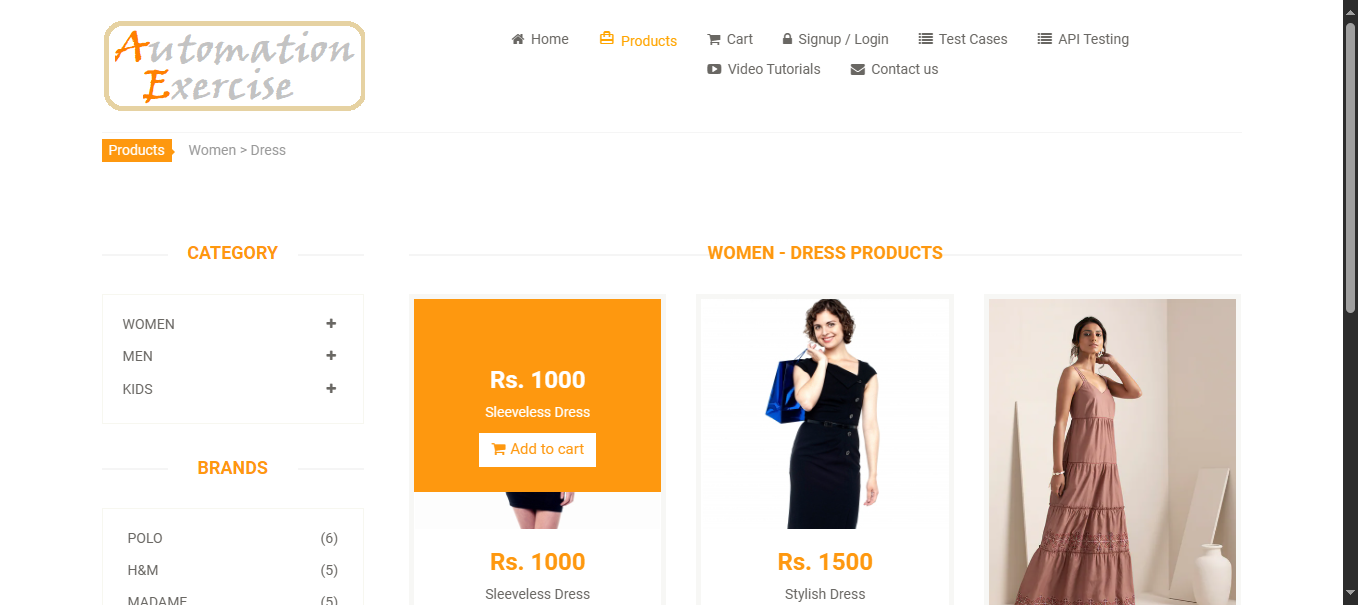 Automation
Exercise
Home
Products
Cart
Signup / Login
Test Cases
API Testing
Video Tutorials
Contact us
Products
Women > Dress
CATEGORY
WOMEN
MEN
KIDS
BRANDS
POLO (6)
H&M (5)
MADAME (5)
WOMEN - DRESS PRODUCTS
Rs. 1000
Sleeveless Dress
Add to cart
Rs. 1000
Sleeveless Dress
Rs. 1500
Stylish Dress